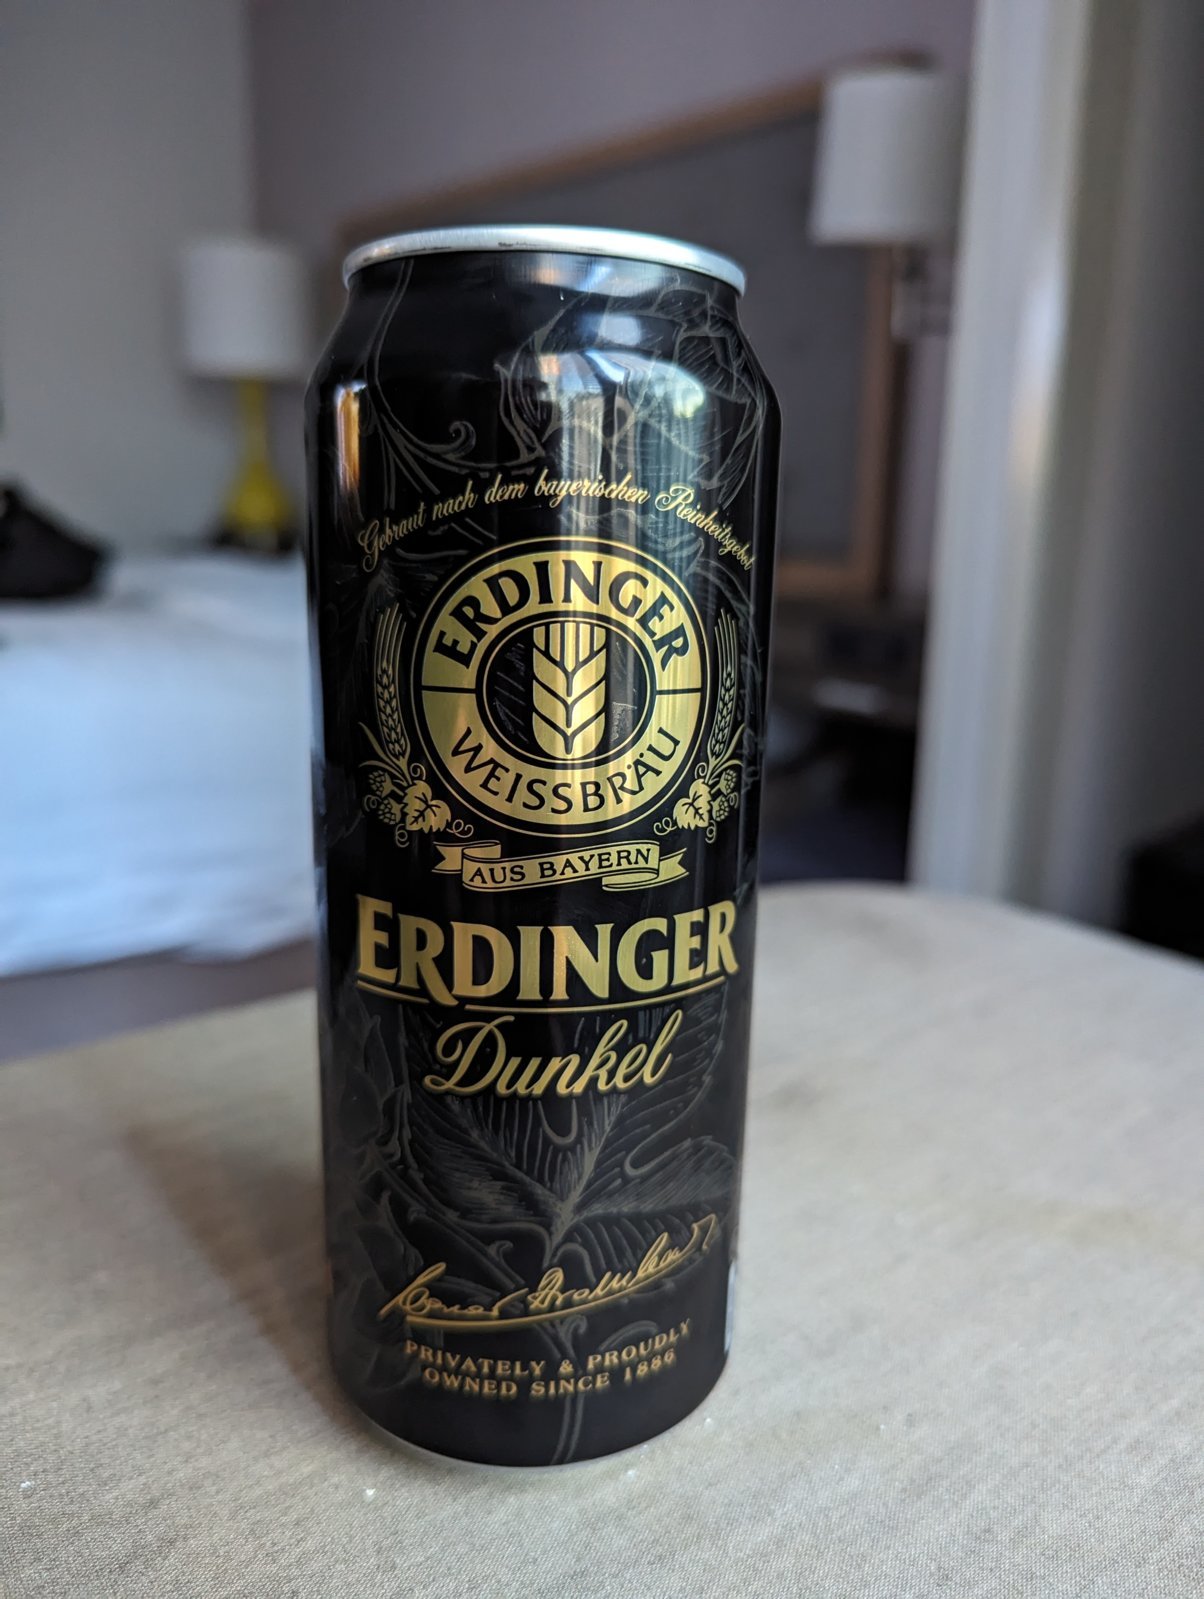 Gebraut nach dem bayerischen Reinheitsgebot
ERDINGER
WEISSBRÄU
AUS BAYERN
ERDINGER
Dunkel
PRIVATELY & PROUDLY
OWNED SINCE 1886